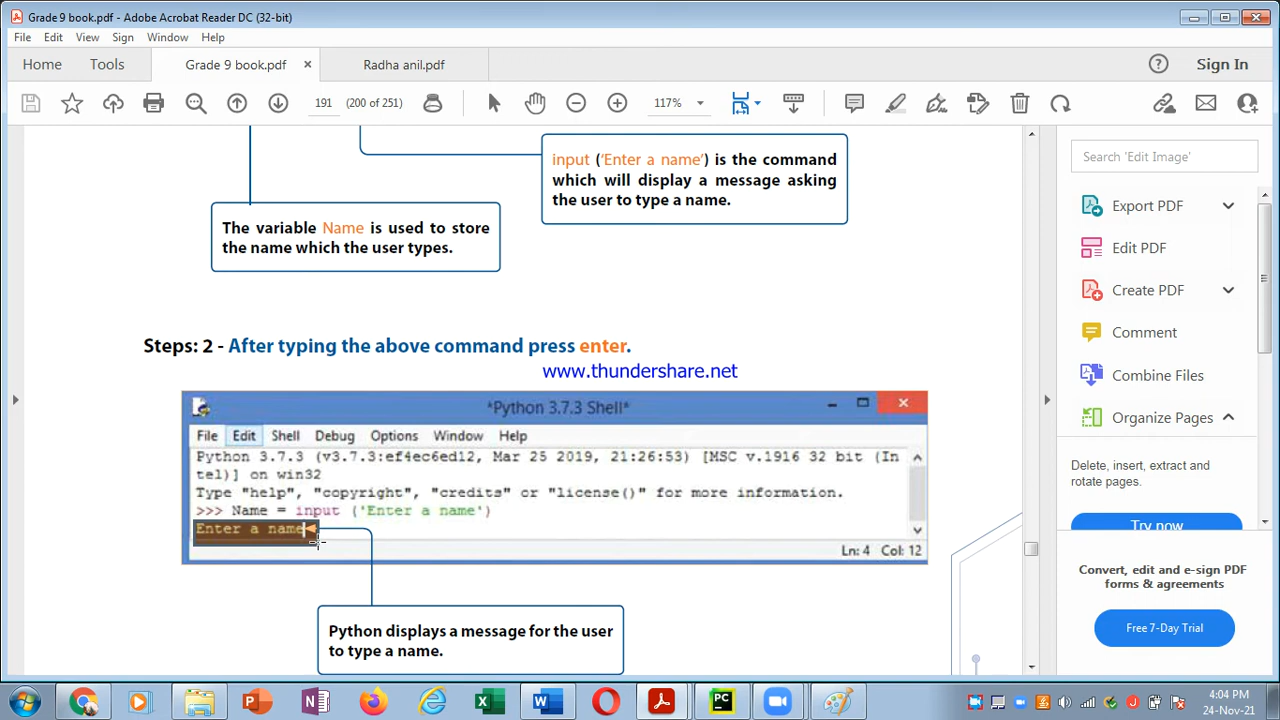 Grade 9 book.pdf - Adobe Acrobat Reader DC (32-bit)
File Edit View Sign Window Help
Home Tools Grade 9 book.pdf × Radha anil.pdf Sign In
191 (200 of 251) 117%
input ('Enter a name') is the command
which will display a message asking
the user to type a name.
The variable Name is used to store
the name which the user types.
Steps: 2 - After typing the above command press enter.
www.thundershare.net
*Python 3.7.3 Shell*
File Edit Shell Debug Options Window Help
Python 3.7.3 (v3.7.3:ef4ec6ed12, Mar 25 2019, 21:26:53) [MSC v.1916 32 bit (In
tel)] on win32
Type "help", "copyright", "credits" or "license()" for more information.
>>> Name = input ('Enter a name')
Enter a name
Ln: 4 Col: 12
Python displays a message for the user
to type a name.
Search 'Edit Image'
Export PDF
Edit PDF
Create PDF
Comment
Combine Files
Organize Pages
Delete, insert, extract and
rotate pages.
Try now
Convert, edit and e-sign PDF
forms & agreements
Free 7-Day Trial
4:04 PM
24-Nov-21